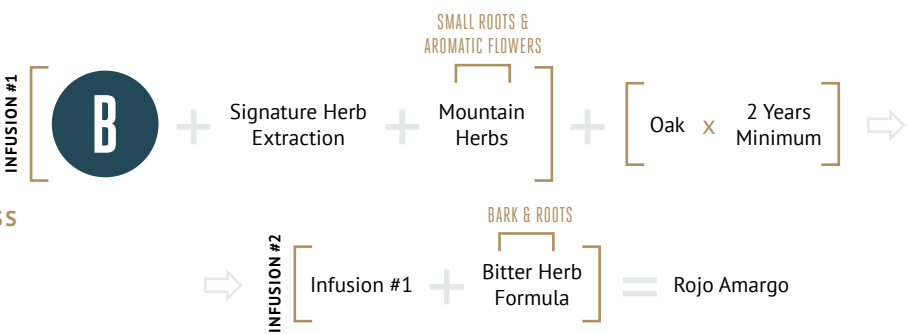 SMALL ROOTS &
AROMATIC FLOWERS
INFUSION #1
B
+
Signature Herb
Extraction
+
Mountain
Herbs
+
Oak x 2 Years
Minimum
SS
BARK & ROOTS
INFUSION #2
Infusion #1
+
Bitter Herb
Formula
=
Rojo Amargo